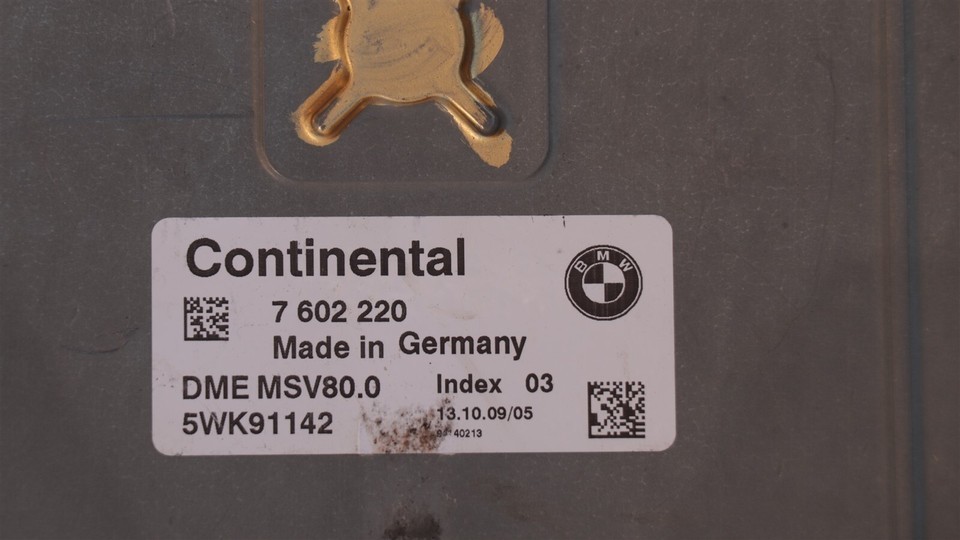 Continental
BMW
7 602 220
Made in Germany
DME MSV80.0
Index 03
5WK91142
13.10.09/05